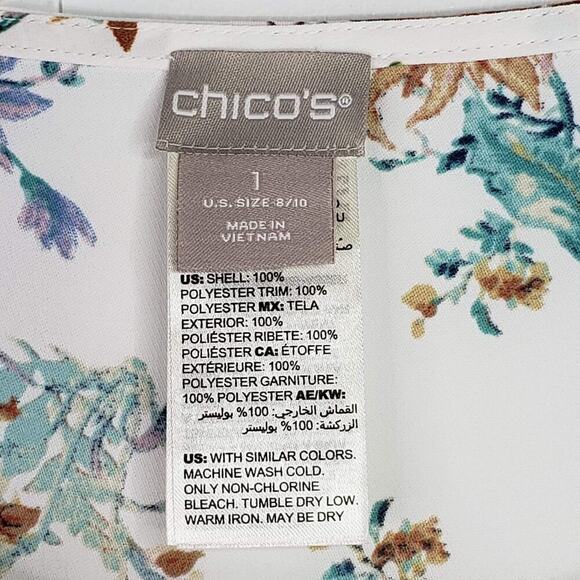 chico's®
1
U.S. SIZE-8/10
MADE IN
VIETNAM
US: SHELL: 100%
POLYESTER TRIM: 100%
POLYESTER MX: TELA
EXTERIOR: 100%
POLIÉSTER RIBETE: 100%
POLIÉSTER CA: ÉTOFFE
EXTÉRIEURE: 100%
POLYESTER GARNITURE:
100% POLYESTER AE/KW:
القماش الخارجي: 100% بوليستر
الزركشة: 100% بوليستر
US: WITH SIMILAR COLORS.
MACHINE WASH COLD.
ONLY NON-CHLORINE
BLEACH. TUMBLE DRY LOW.
WARM IRON. MAY BE DRY